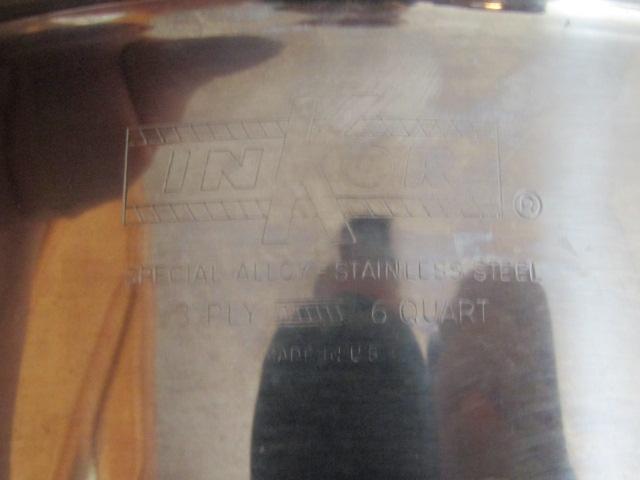 INKOR ®
SPECIAL ALLOY-STAINLESS STEEL
3 PLY 6 QUART
MADE IN U S